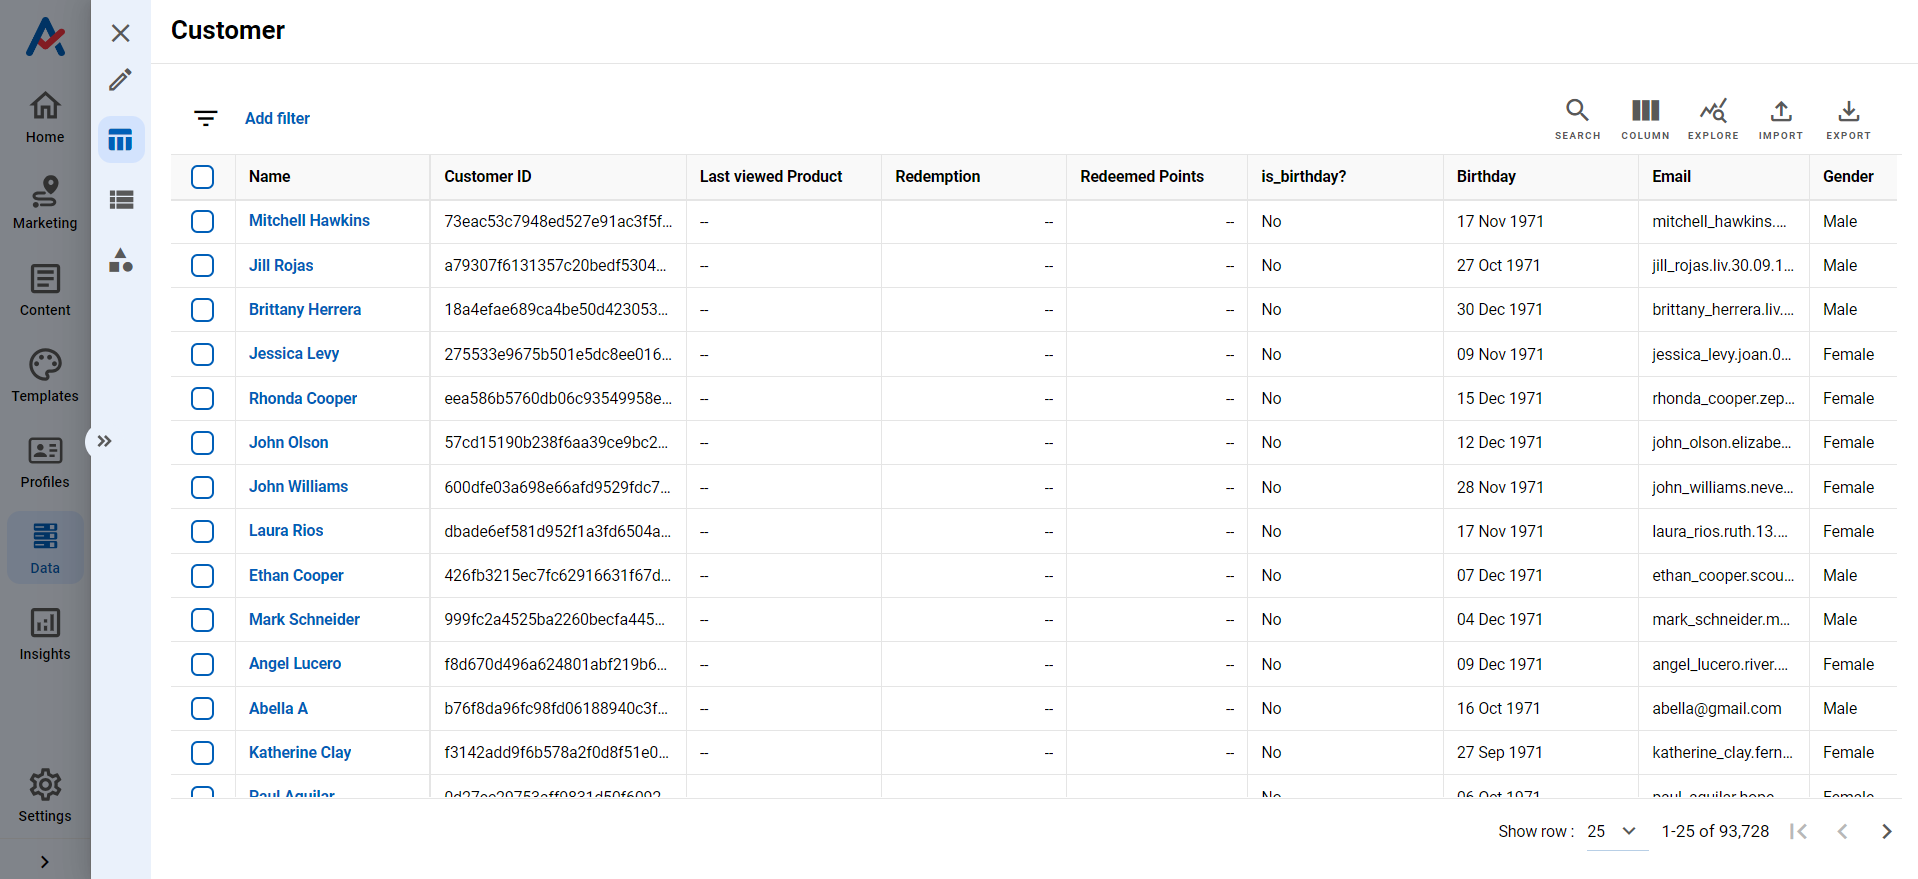 Customer
Home
Marketing
Content
Templates
Profiles
Data
Insights
Settings
Add filter
SEARCH COLUMN EXPLORE IMPORT EXPORT
Name Customer ID Last viewed Product Redemption Redeemed Points is_birthday? Birthday Email Gender
Mitchell Hawkins 73eac53c7948ed527e91ac3f5f... -- -- -- No 17 Nov 1971 mitchell_hawkins.... Male
Jill Rojas a79307f6131357c20bedf5304... -- -- -- No 27 Oct 1971 jill_rojas.liv.30.09.1... Male
Brittany Herrera 18a4efae689ca4be50d423053... -- -- -- No 30 Dec 1971 brittany_herrera.liv.... Male
Jessica Levy 275533e9675b501e5dc8ee016... -- -- -- No 09 Nov 1971 jessica_levy.joan.0... Female
Rhonda Cooper eea586b5760db06c93549958e... -- -- -- No 15 Dec 1971 rhonda_cooper.zep... Female
John Olson 57cd15190b238f6aa39ce9bc2... -- -- -- No 12 Dec 1971 john_olson.elizabe... Female
John Williams 600dfe03a698e66afd9529fdc7... -- -- -- No 28 Nov 1971 john_williams.neve... Female
Laura Rios dbade6ef581d952f1a3fd6504a... -- -- -- No 17 Nov 1971 laura_rios.ruth.13.... Female
Ethan Cooper 426fb3215ec7fc62916631f67d... -- -- -- No 07 Dec 1971 ethan_cooper.scou... Male
Mark Schneider 999fc2a4525ba2260becfa445... -- -- -- No 04 Dec 1971 mark_schneider.m... Male
Angel Lucero f8d670d496a624801abf219b6... -- -- -- No 09 Dec 1971 angel_lucero.river.... Female
Abella A b76f8da96fc98fd06188940c3f... -- -- -- No 16 Oct 1971 abella@gmail.com Male
Katherine Clay f3142add9f6b578a2f0d8f51e0... -- -- -- No 27 Sep 1971 katherine_clay.fern... Female
Paul Aguilar No 06 Oct 1971 Female
Show row : 25 1-25 of 93,728